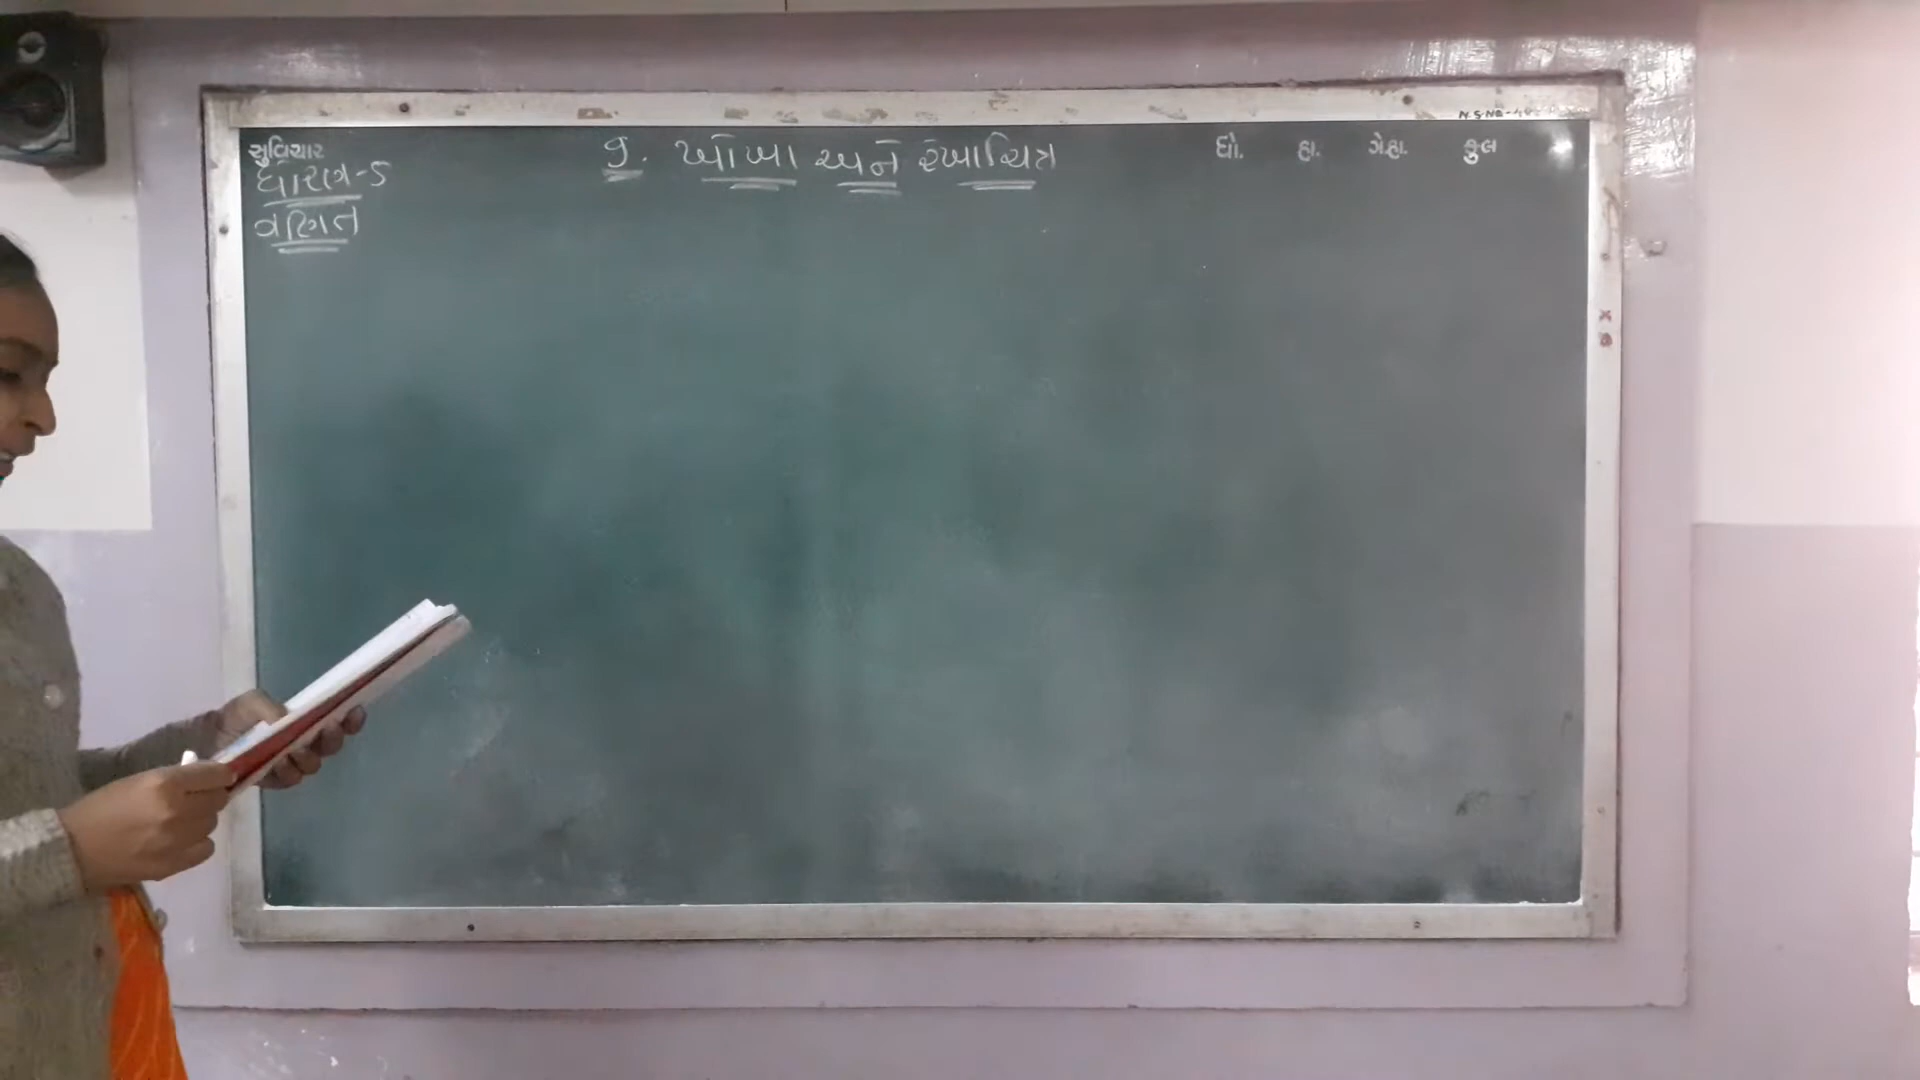 સુવિચાર
ધોરણ-5
ગણિત
9. ખોખા અને રેખાચિત્ર
ધો. હા. ગે.હા. કુલ